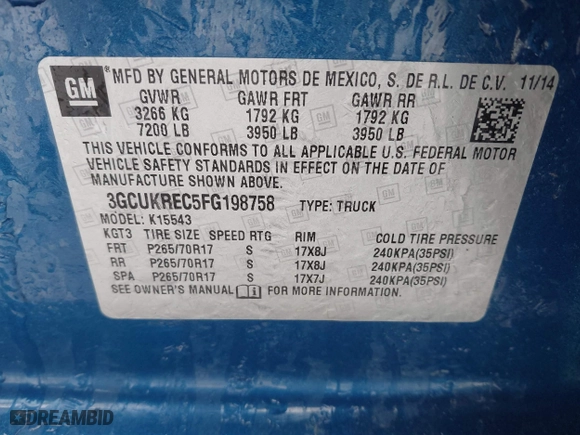 GM ® MFD BY GENERAL MOTORS DE MEXICO, S. DE R.L. DE C.V. 11/14
GVWR GAWR FRT GAWR RR
3266 KG 1792 KG 1792 KG
7200 LB 3950 LB 3950 LB
THIS VEHICLE CONFORMS TO ALL APPLICABLE U.S. FEDERAL MOTOR
VEHICLE SAFETY STANDARDS IN EFFECT ON THE DATE OF
MANUFACTURE SHOWN ABOVE.
3GCUKREC5FG198758 TYPE: TRUCK
MODEL: K15543
KGT3 TIRE SIZE SPEED RTG RIM COLD TIRE PRESSURE
FRT P265/70R17 S 17X8J 240KPA(35PSI)
RR P265/70R17 S 17X8J 240KPA(35PSI)
SPA P265/70R17 S 17X7J 240KPA(35PSI)
SEE OWNER'S MANUAL FOR MORE INFORMATION.
DREAMBID